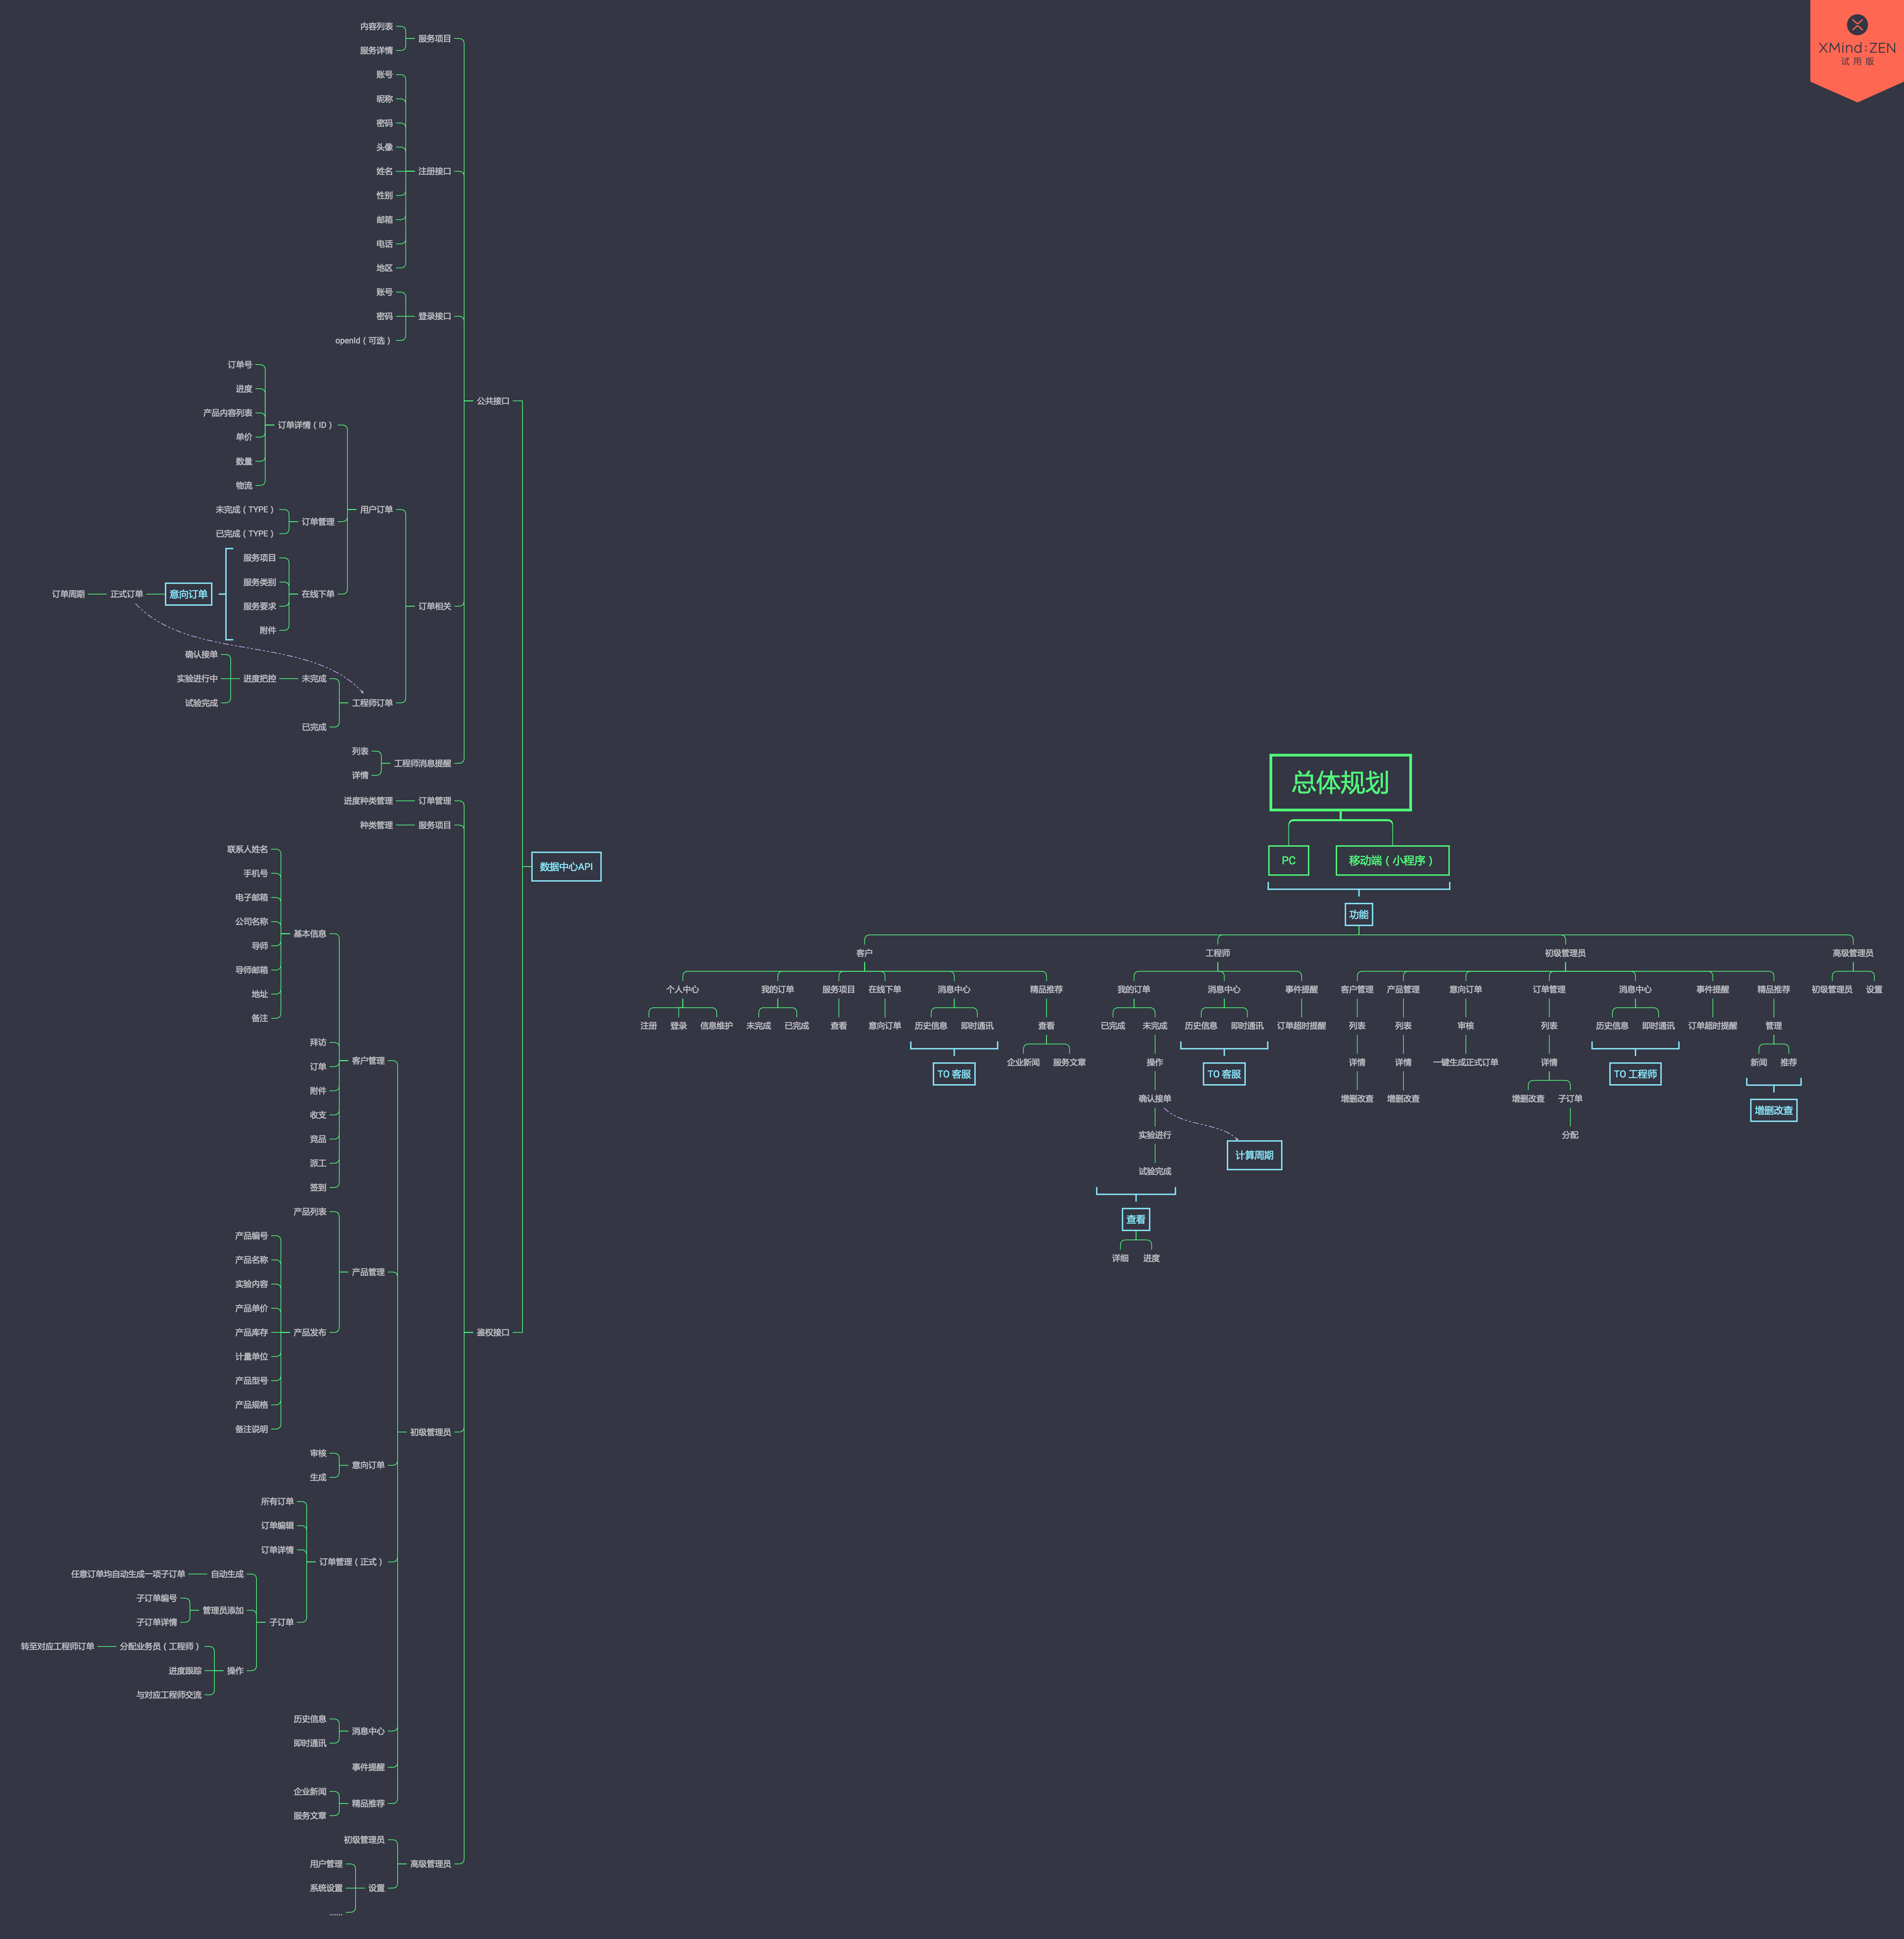 XMind:ZEN
试用版
内容列表
服务详情
服务项目
账号
昵称
密码
头像
姓名
性别
邮箱
电话
地区
注册接口
账号
密码
openId（可选）
登录接口
公共接口
订单号
进度
产品内容列表
单价
数量
物流
订单详情（ID）
未完成（TYPE）
已完成（TYPE）
订单管理
用户订单
服务项目
服务类别
服务要求
附件
在线下单
意向订单
正式订单
订单周期
订单相关
确认接单
实验进行中
试验完成
进度把控
未完成
已完成
工程师订单
列表
详情
工程师消息提醒
进度种类管理
订单管理
种类管理
服务项目
数据中心API
联系人姓名
手机号
电子邮箱
公司名称
导师
导师邮箱
地址
备注
基本信息
拜访
订单
附件
收支
竞品
派工
签到
客户管理
产品列表
产品编号
产品名称
实验内容
产品单价
产品库存
计量单位
产品型号
产品规格
备注说明
产品发布
产品管理
鉴权接口
初级管理员
审核
生成
意向订单
所有订单
订单编辑
订单详情
订单管理（正式）
任意订单均自动生成一项子订单
自动生成
子订单编号
子订单详情
管理员添加
子订单
转至对应工程师订单
分配业务员（工程师）
进度跟踪
与对应工程师交流
操作
历史信息
即时通讯
消息中心
事件提醒
企业新闻
服务文章
精品推荐
初级管理员
高级管理员
用户管理
系统设置
......
设置
总体规划
PC
移动端（小程序）
功能
客户
工程师
初级管理员
高级管理员
个人中心
我的订单
服务项目
在线下单
消息中心
精品推荐
我的订单
消息中心
事件提醒
客户管理
产品管理
意向订单
订单管理
消息中心
事件提醒
精品推荐
初级管理员
设置
注册
登录
信息维护
未完成
已完成
查看
意向订单
历史信息
即时通讯
查看
已完成
未完成
历史信息
即时通讯
订单超时提醒
列表
列表
审核
列表
历史信息
即时通讯
订单超时提醒
管理
TO 客服
企业新闻
服务文章
操作
TO 客服
详情
详情
一键生成正式订单
详情
TO 工程师
新闻
推荐
确认接单
增删改查
增删改查
增删改查
子订单
增删改查
实验进行
分配
计算周期
试验完成
查看
详细
进度